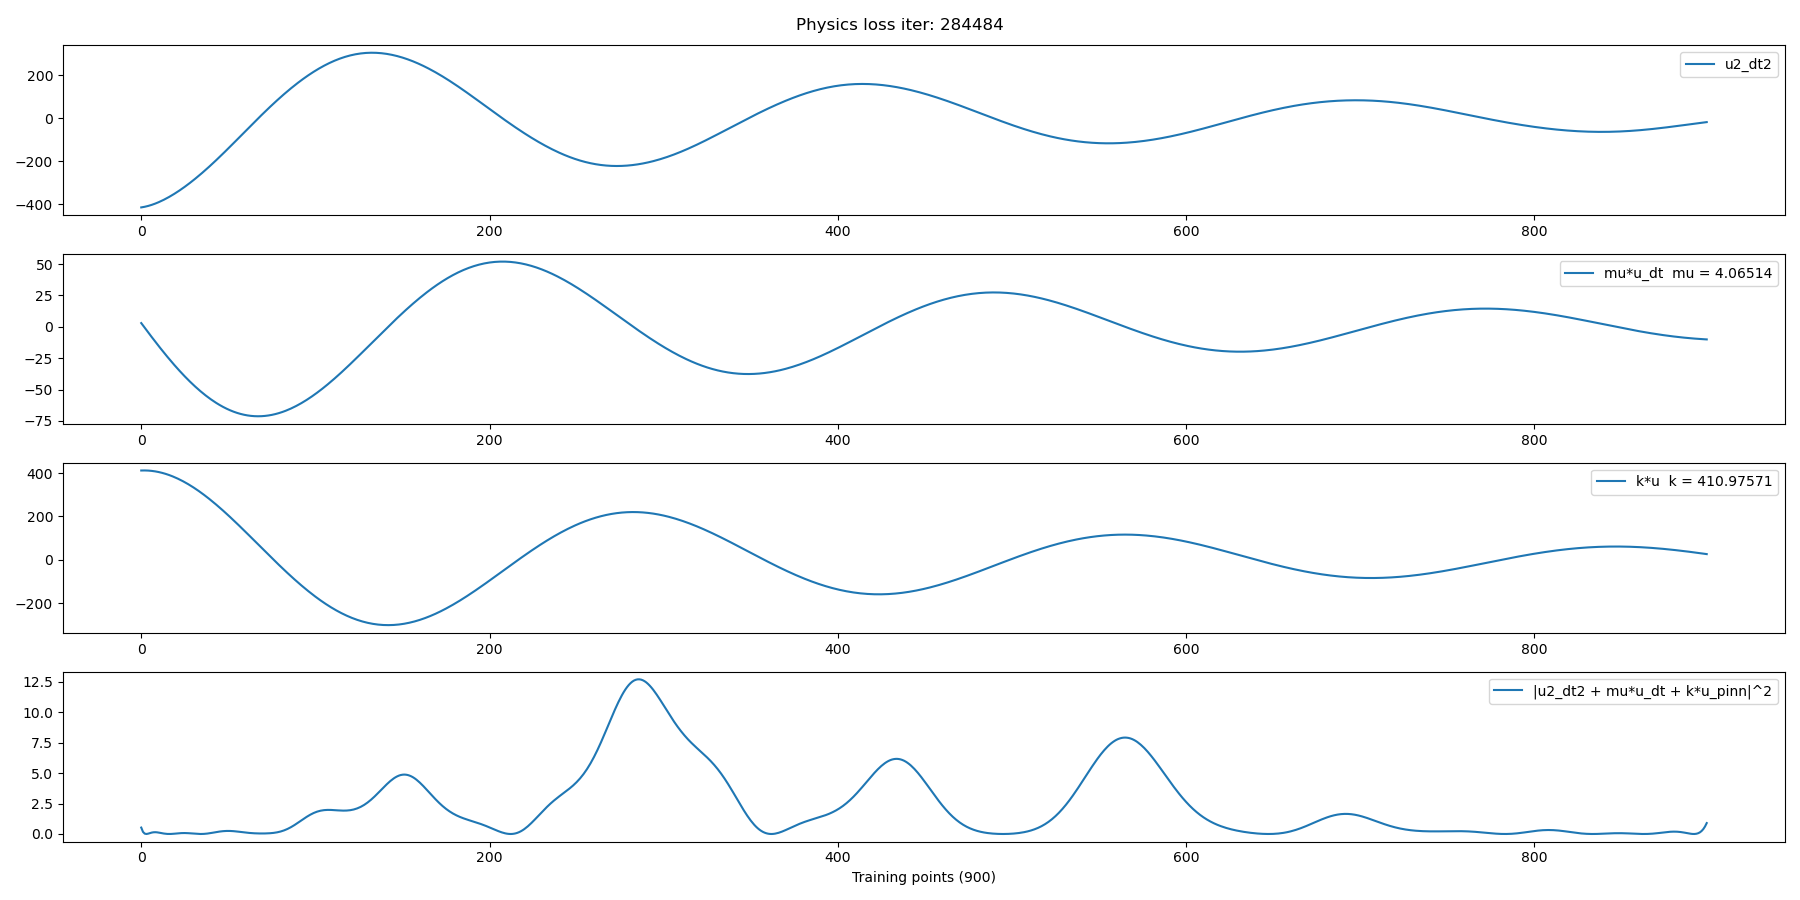 Physics loss iter: 284484
u2_dt2
200
0
−200
−400
0 200 400 600 800
mu*u_dt mu = 4.06514
50
25
0
−25
−50
−75
0 200 400 600 800
k*u k = 410.97571
400
200
0
−200
0 200 400 600 800
|u2_dt2 + mu*u_dt + k*u_pinn|^2
12.5
10.0
7.5
5.0
2.5
0.0
0 200 400 600 800
Training points (900)